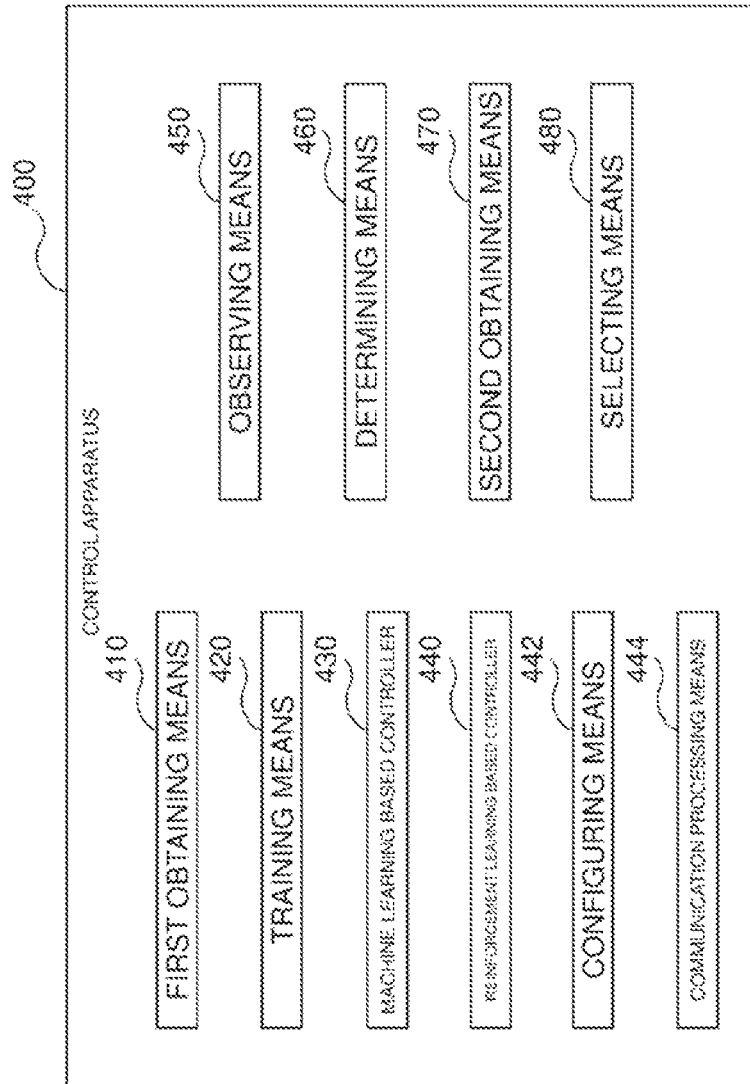 400
CONTROL APPARATUS
410
FIRST OBTAINING MEANS
420
TRAINING MEANS
430
MACHINE LEARNING BASED CONTROLLER
440
REINFORCEMENT LEARNING BASED CONTROLLER
442
CONFIGURING MEANS
444
COMMUNICATION PROCESSING MEANS
450
OBSERVING MEANS
460
DETERMINING MEANS
470
SECOND OBTAINING MEANS
480
SELECTING MEANS